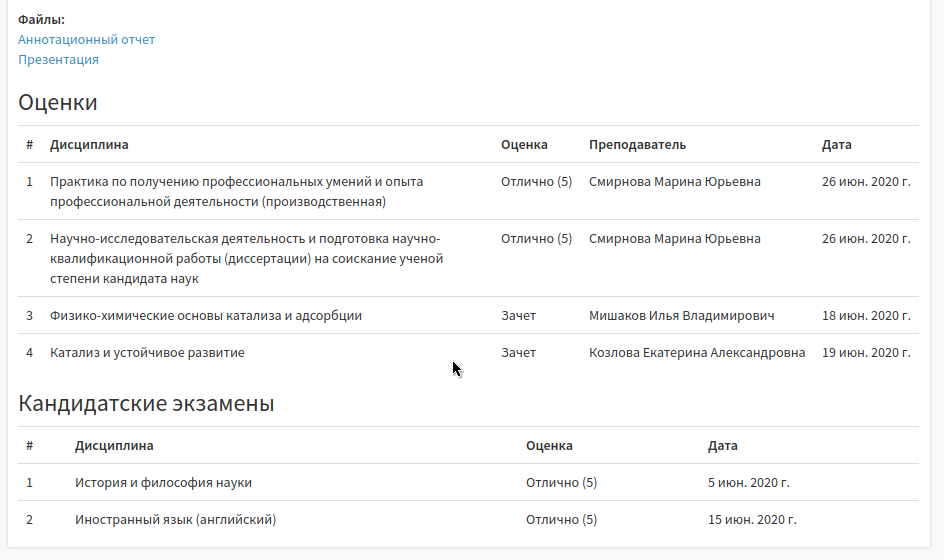 Файлы:
Аннотационный отчет
Презентация
Оценки
# Дисциплина Оценка Преподаватель Дата
1 Практика по получению профессиональных умений и опыта Отлично (5) Смирнова Марина Юрьевна 26 июн. 2020 г.
профессиональной деятельности (производственная)
2 Научно-исследовательская деятельность и подготовка научно- Отлично (5) Смирнова Марина Юрьевна 26 июн. 2020 г.
квалификационной работы (диссертации) на соискание ученой
степени кандидата наук
3 Физико-химические основы катализа и адсорбции Зачет Мишаков Илья Владимирович 18 июн. 2020 г.
4 Катализ и устойчивое развитие Зачет Козлова Екатерина Александровна 19 июн. 2020 г.
Кандидатские экзамены
# Дисциплина Оценка Дата
1 История и философия науки Отлично (5) 5 июн. 2020 г.
2 Иностранный язык (английский) Отлично (5) 15 июн. 2020 г.